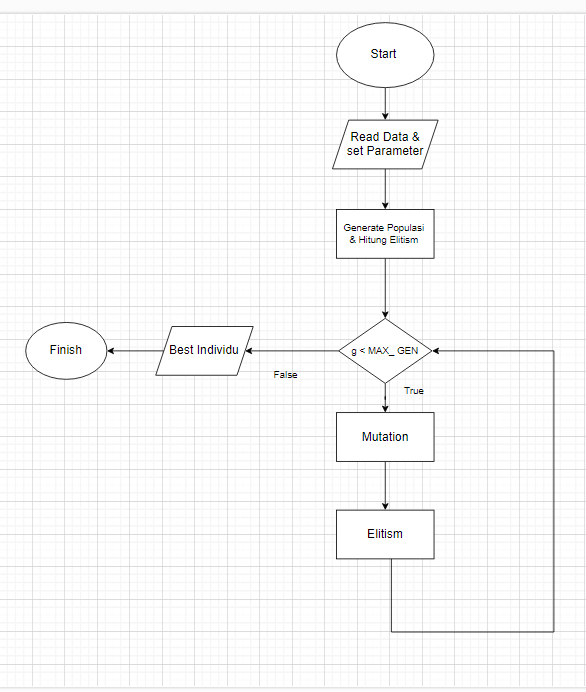 Start
Read Data &
set Parameter
Generate Populasi
& Hitung Elitism
g < MAX_ GEN
False
True
Best Individu
Finish
Mutation
Elitism